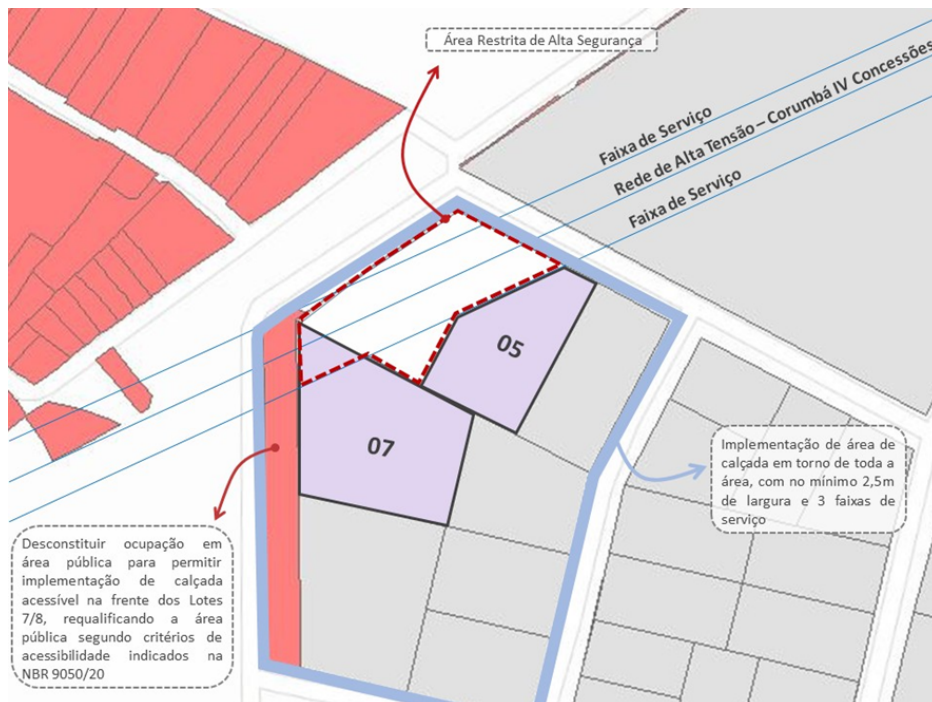 Área Restrita de Alta Segurança
Faixa de Serviço
Rede de Alta Tensão – Corumbá IV Concessões
Faixa de Serviço
05
07
Implementação de área de
calçada em torno de toda a
área, com no mínimo 2,5m
de largura e 3 faixas de
serviço
Desconstituir ocupação em
área pública para permitir
implementação de calçada
acessível na frente dos Lotes
7/8, requalificando a área
pública segundo critérios de
acessibilidade indicados na
NBR 9050/20